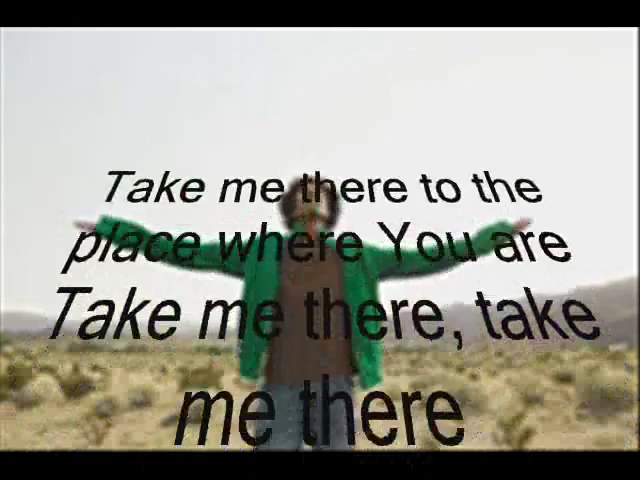 Take me there to the
place where You are
Take me there, take
me there